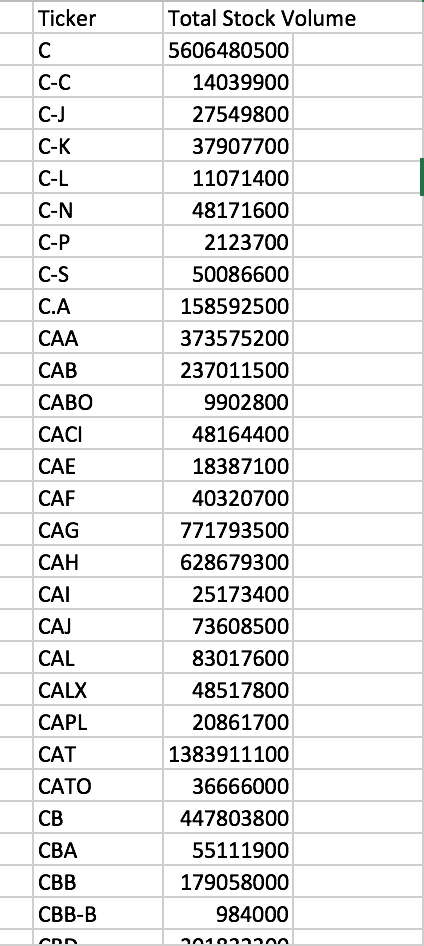 Ticker Total Stock Volume
C 5606480500
C-C 14039900
C-J 27549800
C-K 37907700
C-L 11071400
C-N 48171600
C-P 2123700
C-S 50086600
C.A 158592500
CAA 373575200
CAB 237011500
CABO 9902800
CACI 48164400
CAE 18387100
CAF 40320700
CAG 771793500
CAH 628679300
CAI 25173400
CAJ 73608500
CAL 83017600
CALX 48517800
CAPL 20861700
CAT 1383911100
CATO 36666000
CB 447803800
CBA 55111900
CBB 179058000
CBB-B 984000